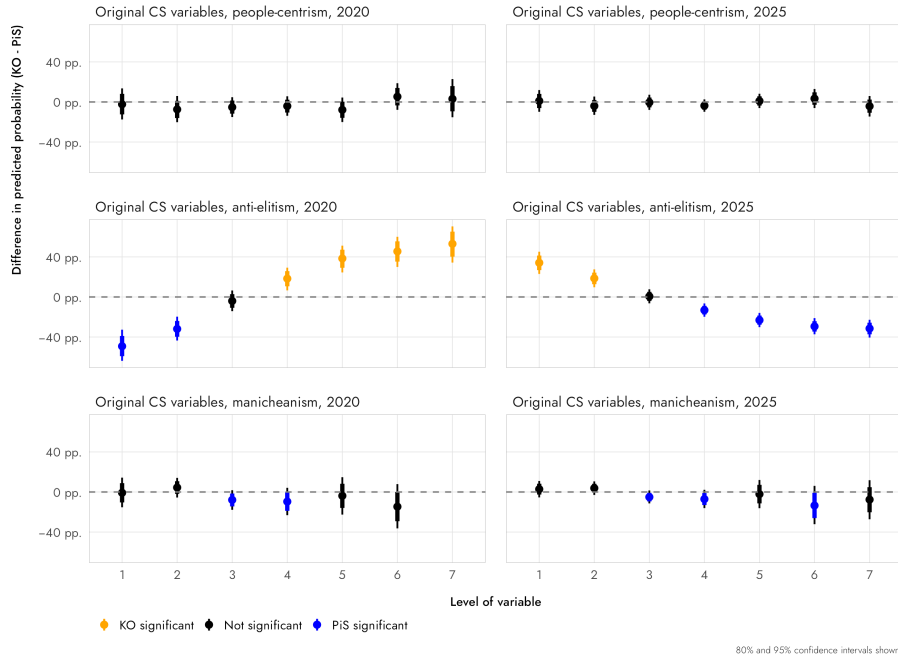 Original CS variables, people-centrism, 2020
Original CS variables, people-centrism, 2025
Difference in predicted probability (KO - PiS)
40 pp.
0 pp.
−40 pp.
Original CS variables, anti-elitism, 2020
Original CS variables, anti-elitism, 2025
40 pp.
0 pp.
−40 pp.
Original CS variables, manicheanism, 2020
Original CS variables, manicheanism, 2025
40 pp.
0 pp.
−40 pp.
1 2 3 4 5 6 7
1 2 3 4 5 6 7
Level of variable
KO significant Not significant PiS significant
80% and 95% confidence intervals shown